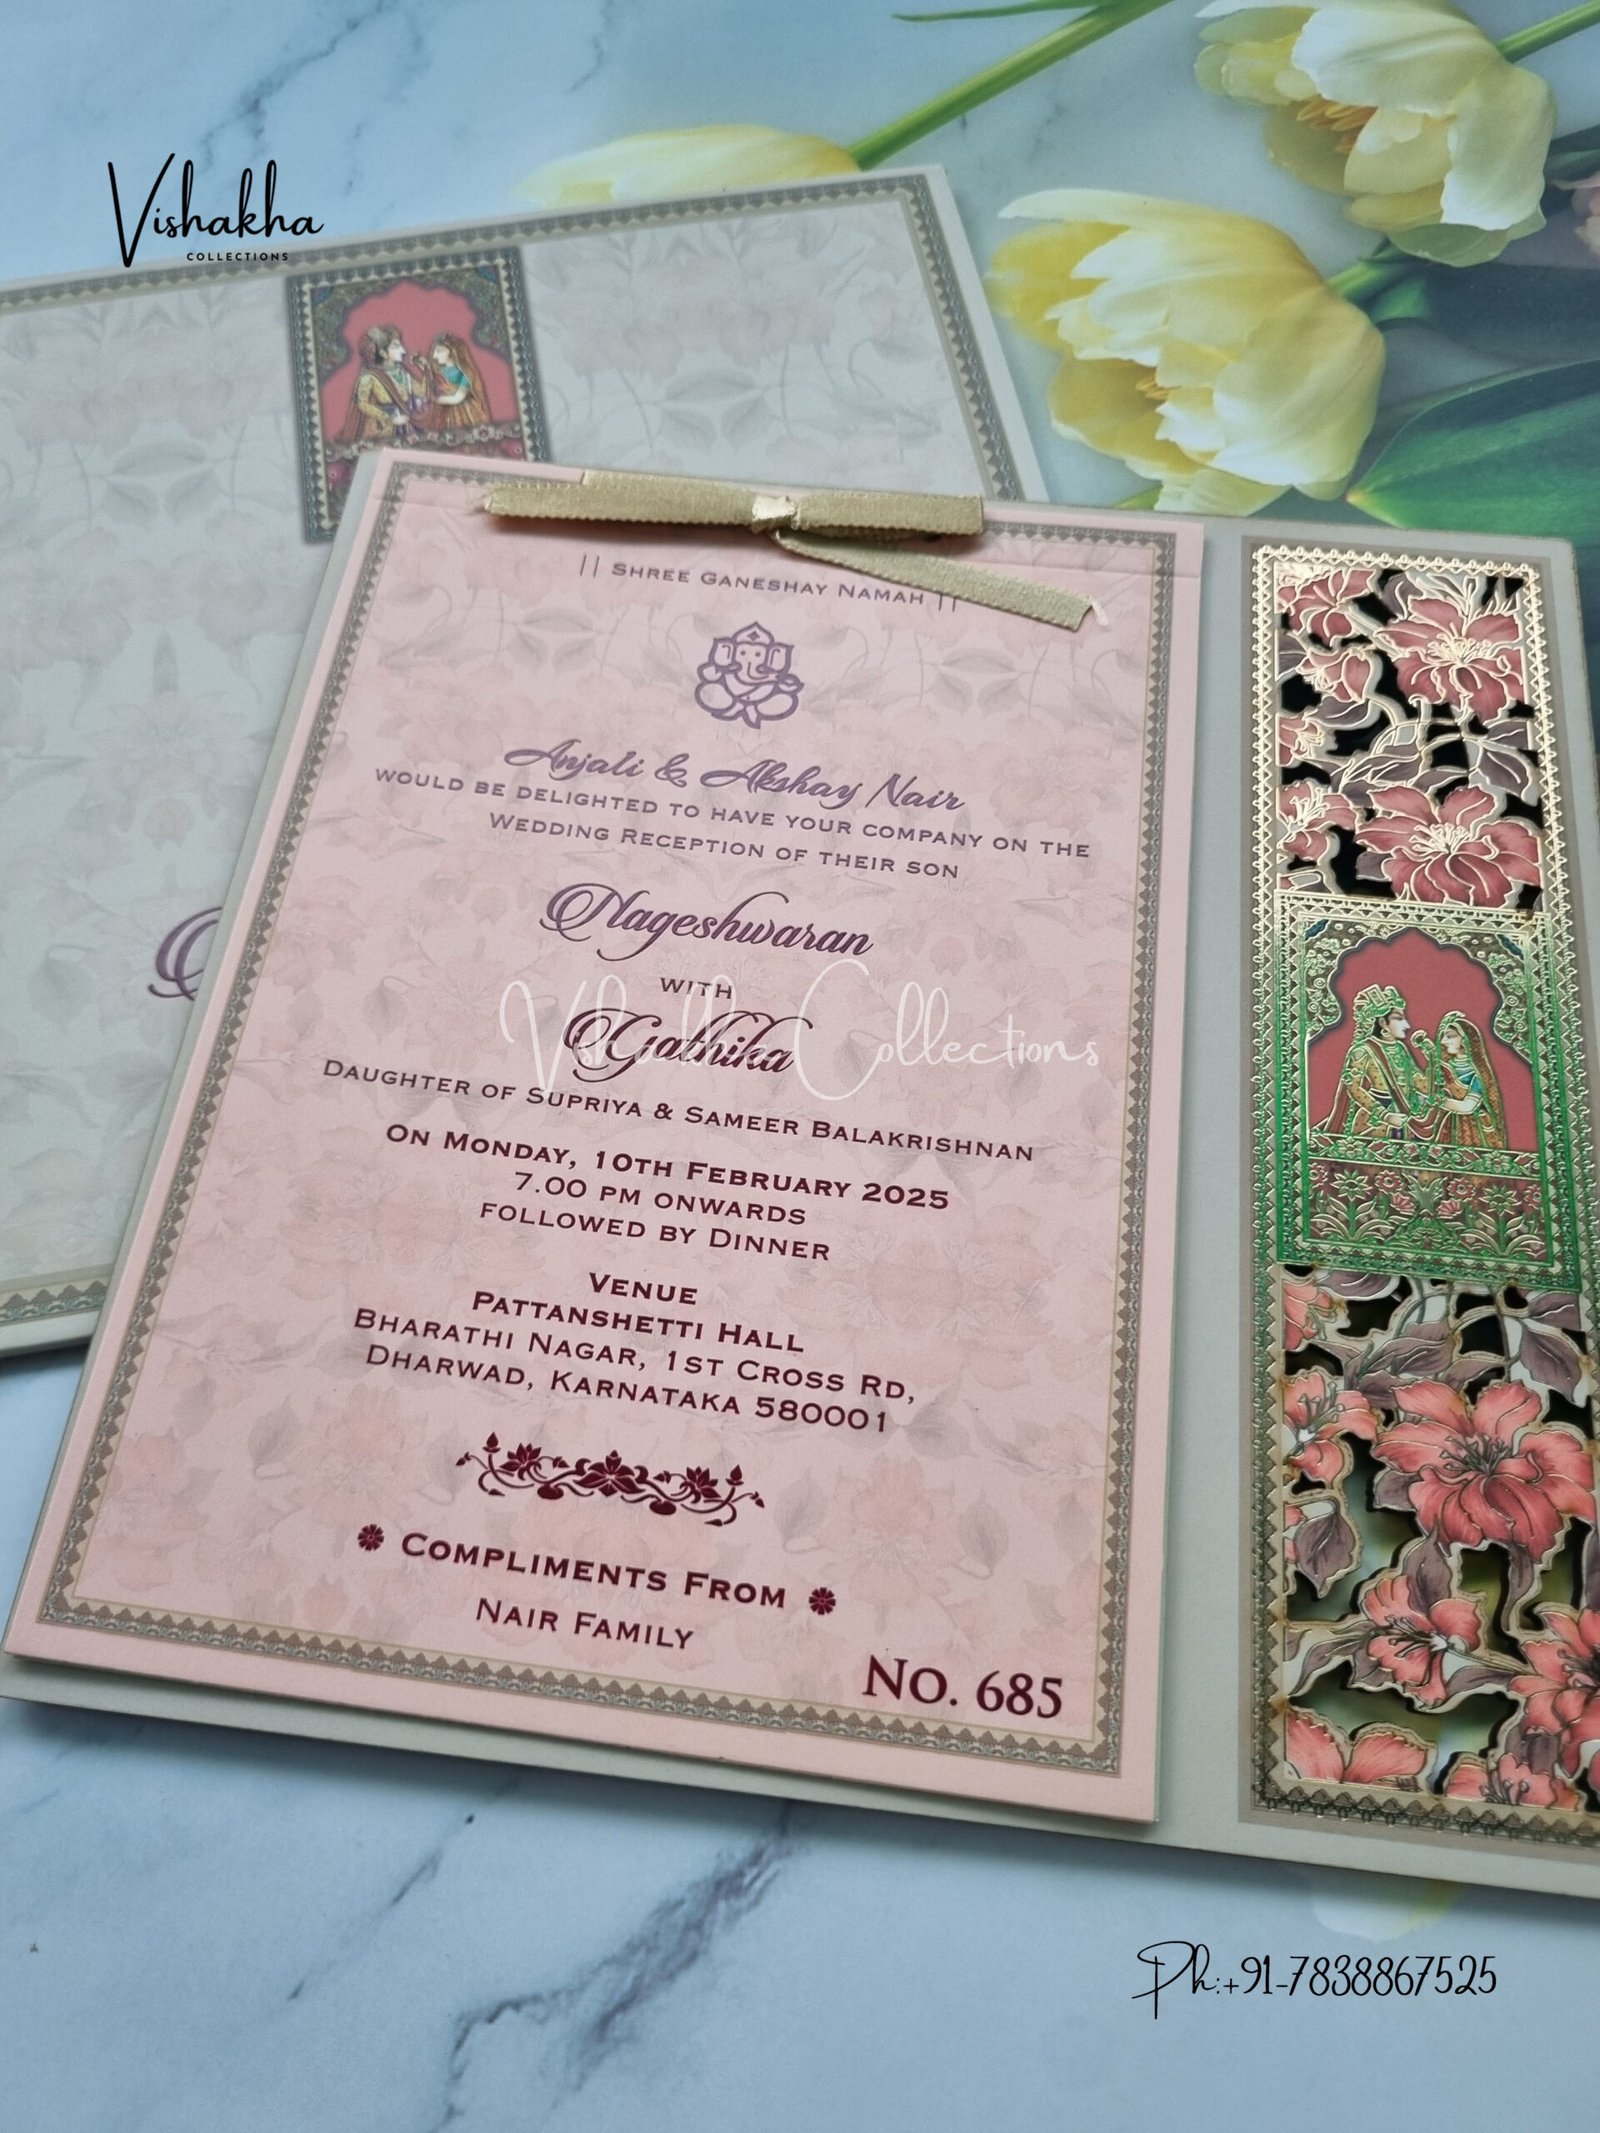 Vishakha
COLLECTIONS
|| Shree Ganeshay Namah ||
Anjali & Akshay Nair
would be delighted to have your company on the
Wedding Reception of their son
Nageshwaran
with
Gathika
Vishakha Collections
Daughter of Supriya & Sameer Balakrishnan
On Monday, 10th February 2025
7.00 pm onwards
followed by Dinner
Venue
Pattanshetti Hall
Bharathi Nagar, 1st Cross Rd,
Dharwad, Karnataka 580001
Compliments From
Nair Family
No. 685
Ph:+91-7838867525